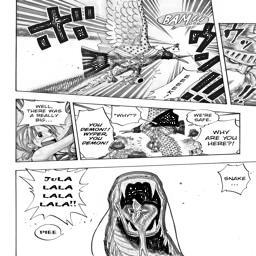 WE'RE
SAFE.
WHY
ARE YOU
HERE?!
"WHY"?
YOU
DEMON!!
WYPER,
YOU
DEMON!
WELL,
THERE
WAS A
REALLY
BIG...
SNAKE
...
JuLA
LALA
LALA
LALA!!
PIEE